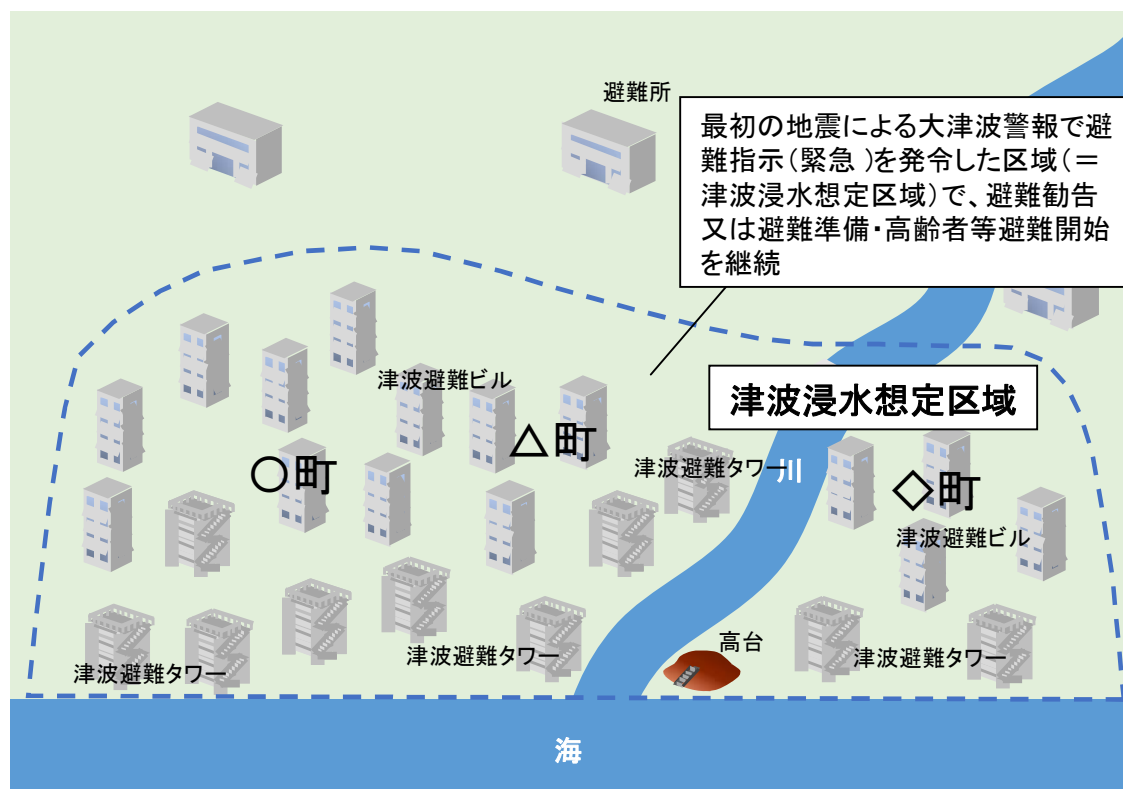 避難所
最初の地震による大津波警報で避
難指示(緊急 )を発令した区域(=
津波浸水想定区域)で、避難勧告
又は避難準備・高齢者等避難開始
を継続
津波避難ビル
津波浸水想定区域
○町
△町
津波避難タワー
川
◇町
津波避難ビル
高台
津波避難タワー
津波避難タワー
津波避難タワー
海